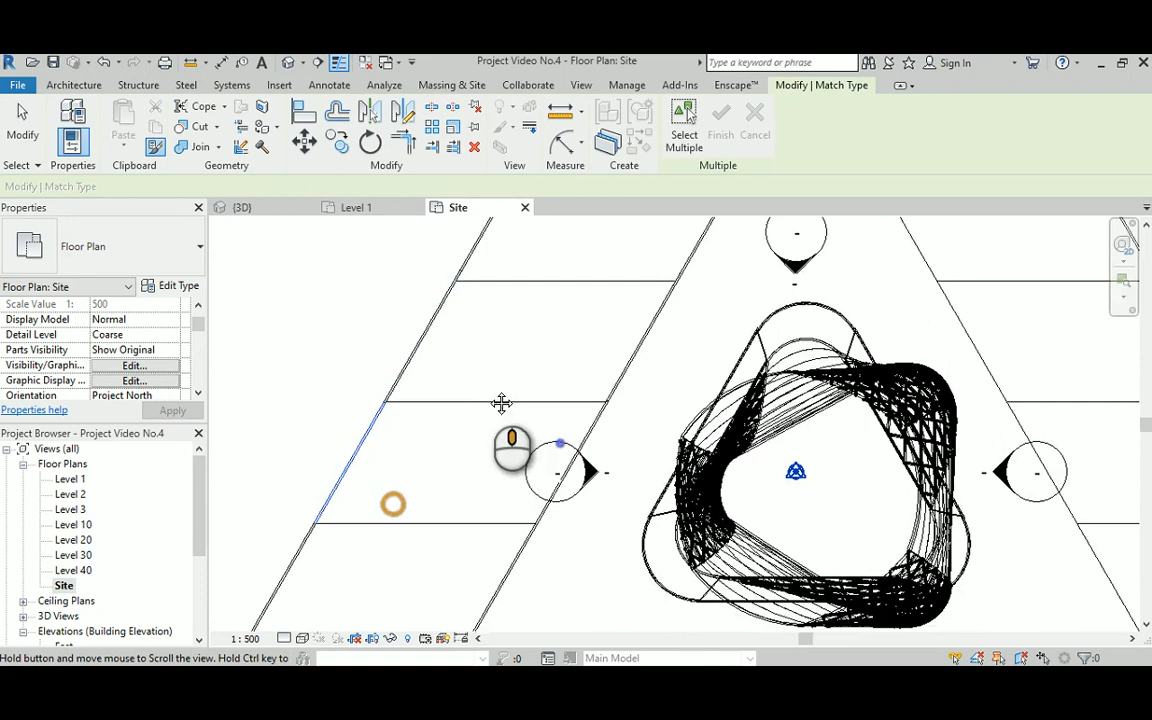 Project Video No.4 - Floor Plan: Site
Type a keyword or phrase
Sign In
File Architecture Structure Steel Systems Insert Annotate Analyze Massing & Site Collaborate View Manage Add-Ins Enscape™ Modify | Match Type
Modify
Paste
Cope
Cut
Join
Select Multiple
Finish
Cancel
Select Properties Clipboard Geometry Modify View Measure Create Multiple
Modify | Match Type
Properties
{3D}
Level 1
Site
Floor Plan
Floor Plan: Site
Edit Type
Scale Value 1: 500
Display Model Normal
Detail Level Coarse
Parts Visibility Show Original
Visibility/Graphi... Edit...
Graphic Display ... Edit...
Orientation Project North
Properties help
Apply
Project Browser - Project Video No.4
Views (all)
Floor Plans
Level 1
Level 2
Level 3
Level 10
Level 20
Level 30
Level 40
Site
Ceiling Plans
3D Views
Elevations (Building Elevation)
1 : 500
Hold button and move mouse to Scroll the view. Hold Ctrl key to
:0
Main Model
:0